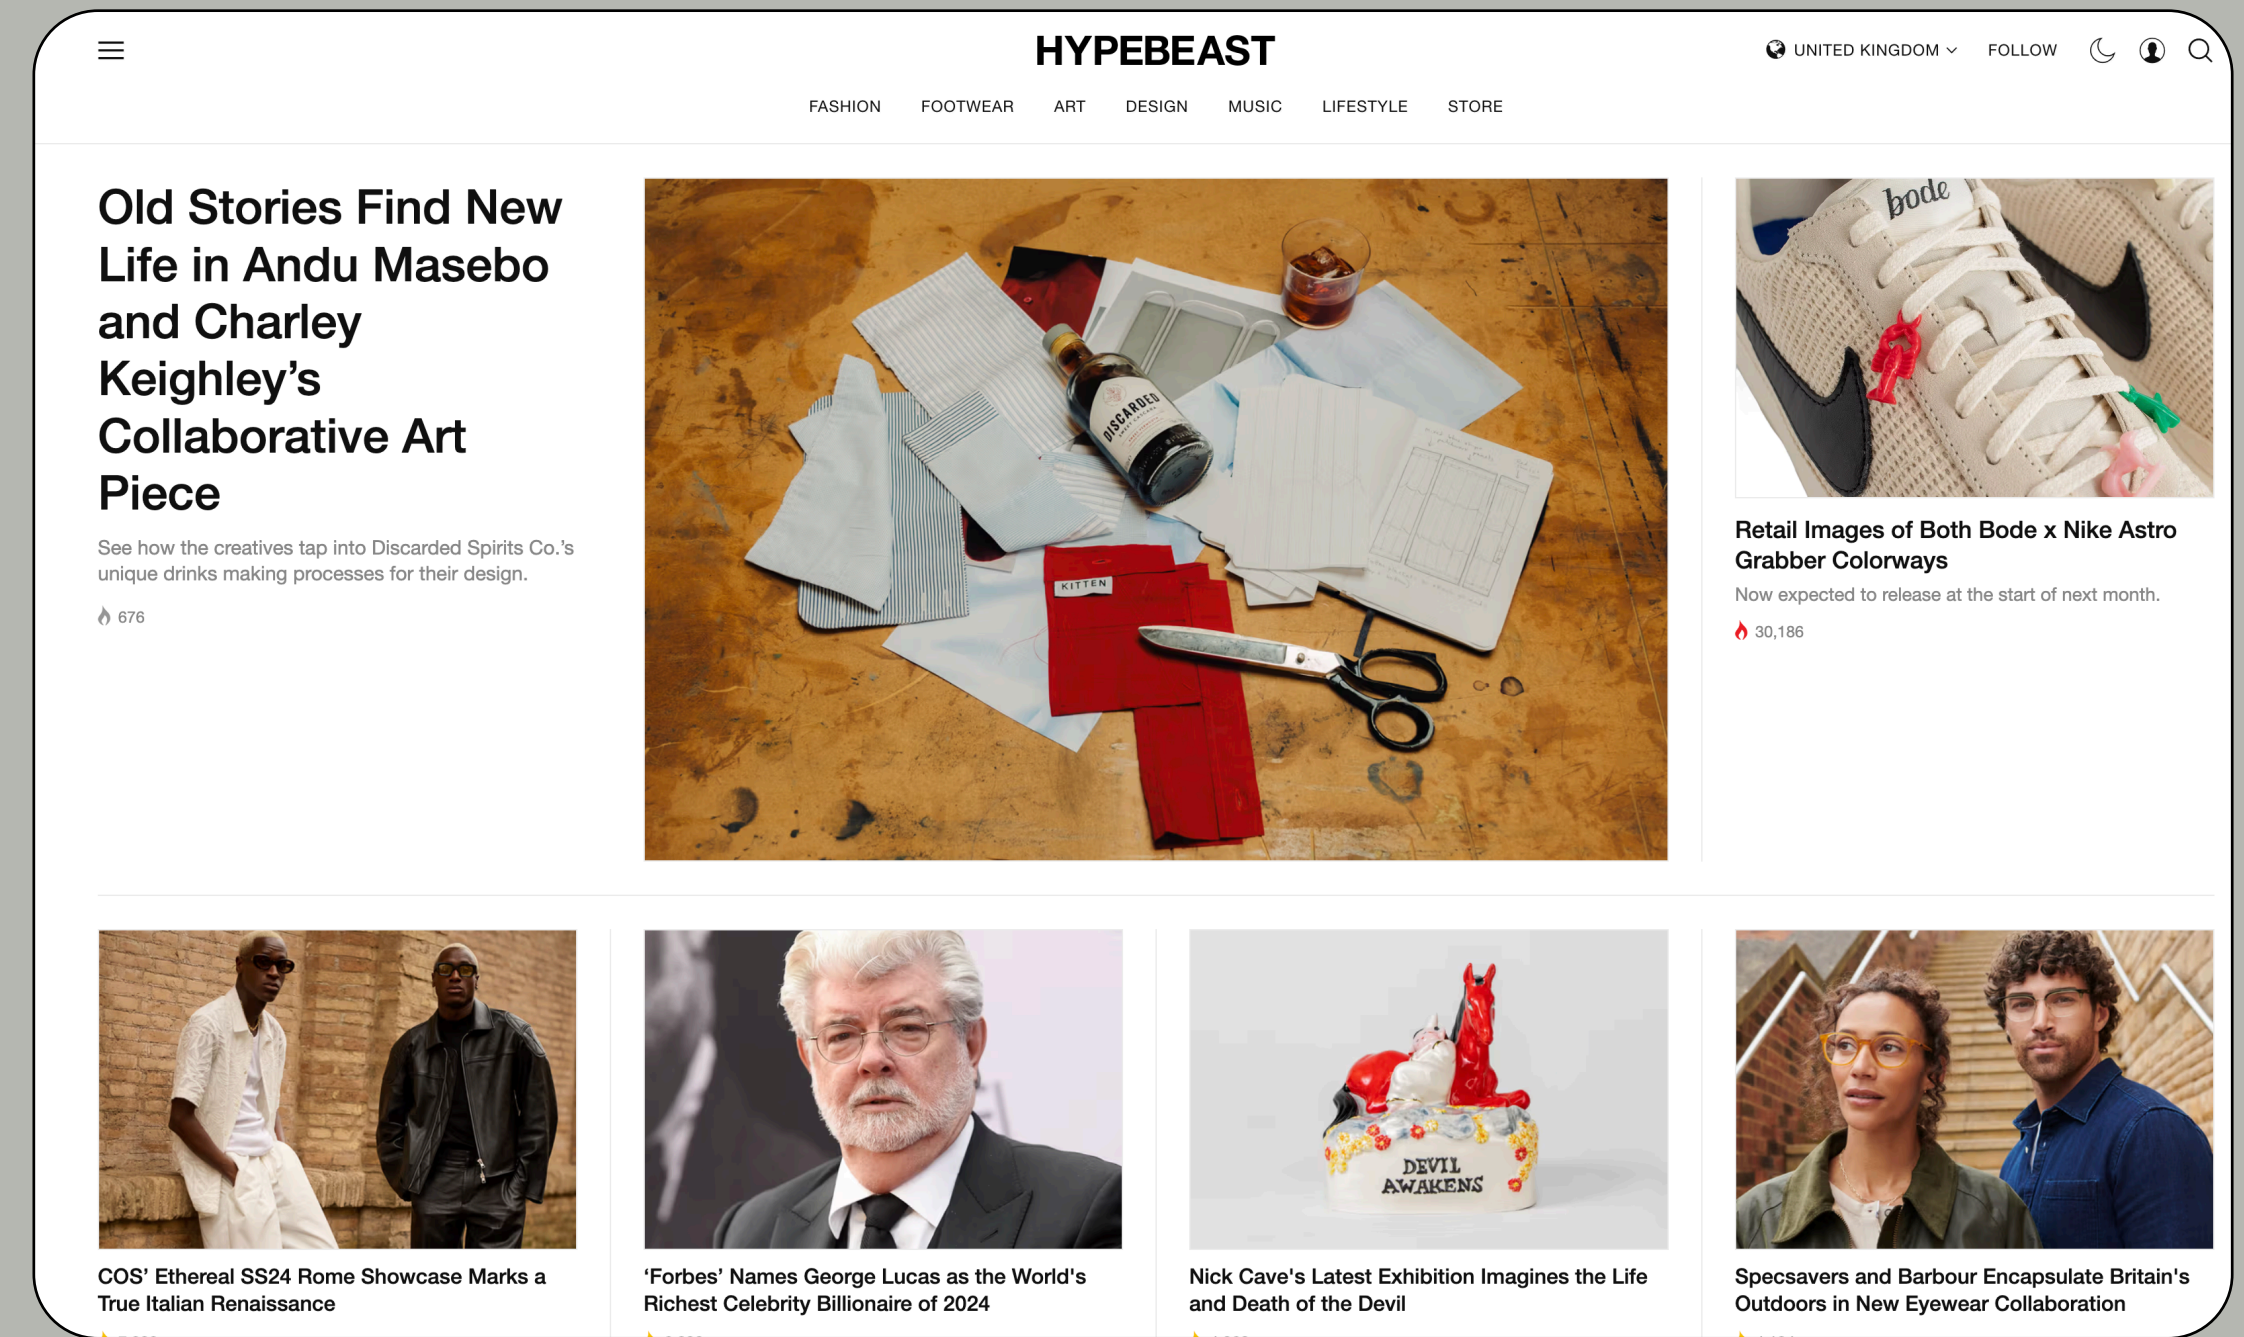 HYPEBEAST
UNITED KINGDOM
FOLLOW
FASHION
FOOTWEAR
ART
DESIGN
MUSIC
LIFESTYLE
STORE
Old Stories Find New
Life in Andu Masebo
and Charley
Keighley’s
Collaborative Art
Piece
See how the creatives tap into Discarded Spirits Co.’s
unique drinks making processes for their design.
676
DISCARDED
KITTEN
bode
Retail Images of Both Bode x Nike Astro
Grabber Colorways
Now expected to release at the start of next month.
30,186
COS’ Ethereal SS24 Rome Showcase Marks a
True Italian Renaissance
‘Forbes’ Names George Lucas as the World's
Richest Celebrity Billionaire of 2024
DEVIL
AWAKENS
Nick Cave's Latest Exhibition Imagines the Life
and Death of the Devil
Specsavers and Barbour Encapsulate Britain's
Outdoors in New Eyewear Collaboration